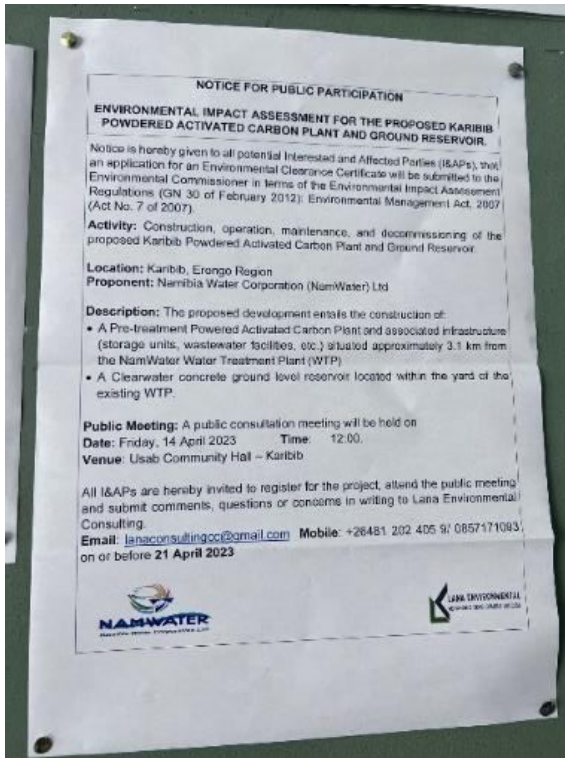 NOTICE FOR PUBLIC PARTICIPATION
ENVIRONMENTAL IMPACT ASSESSMENT FOR THE PROPOSED KARIBIB
POWDERED ACTIVATED CARBON PLANT AND GROUND RESERVOIR.
Notice is hereby given to all potential Interested and Affected Parties (I&APs), that
an application for an Environmental Clearance Certificate will be submitted to the
Environmental Commissioner in terms of the Environmental Impact Assessment
Regulations (GN 30 of February 2012): Environmental Management Act, 2007
(Act No. 7 of 2007).
Activity: Construction, operation, maintenance, and decommissioning of the
proposed Karibib Powdered Activated Carbon Plant and Ground Reservoir.
Location: Karibib, Erongo Region
Proponent: Namibia Water Corporation (NamWater) Ltd
Description: The proposed development entails the construction of:
• A Pre-treatment Powered Activated Carbon Plant and associated infrastructure
(storage units, wastewater facilities, etc.) situated approximately 3.1 km from
the NamWater Water Treatment Plant (WTP)
• A Clearwater concrete ground level reservoir located within the yard of the
existing WTP.
Public Meeting: A public consultation meeting will be held on
Date: Friday, 14 April 2023 Time: 12:00.
Venue: Usab Community Hall – Karibib
All I&APs are hereby invited to register for the project, attend the public meeting
and submit comments, questions or concerns in writing to Lana Environmental
Consulting.
Email: lanaconsultingcc@gmail.com Mobile: +26481 202 405 9/ 0857171093
on or before 21 April 2023
NAMWATER
LANA ENVIRONMENTAL